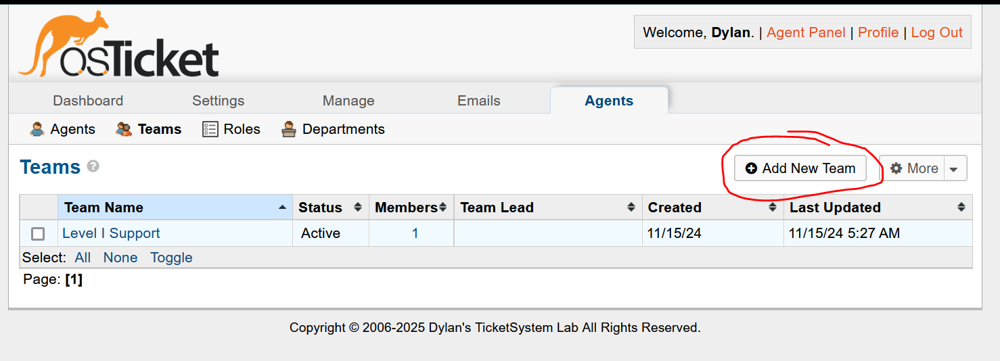 osTicket
Welcome, Dylan. | Agent Panel | Profile | Log Out
Dashboard Settings Manage Emails Agents
Agents Teams Roles Departments
Teams ?
Add New Team More
Team Name Status Members Team Lead Created Last Updated
Level I Support Active 1 11/15/24 11/15/24 5:27 AM
Select: All None Toggle
Page: [1]
Copyright © 2006-2025 Dylan's TicketSystem Lab All Rights Reserved.